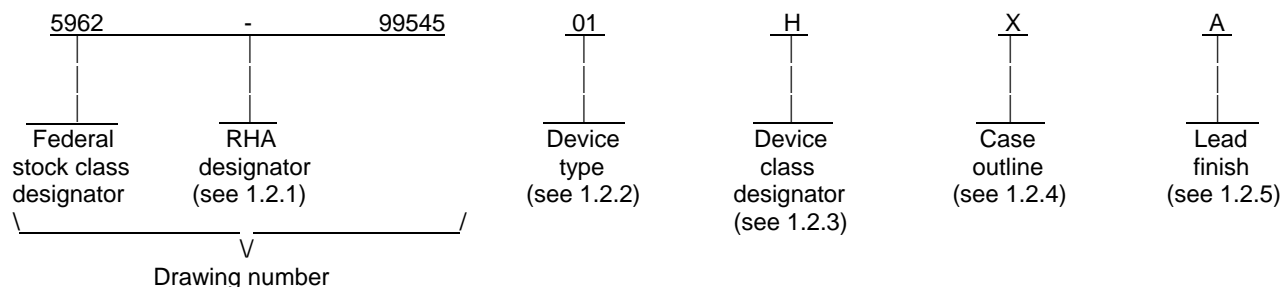 5962 - 99545 01 H X A
Federal stock class designator
RHA designator (see 1.2.1)
Device type (see 1.2.2)
Device class designator (see 1.2.3)
Case outline (see 1.2.4)
Lead finish (see 1.2.5)
Drawing number